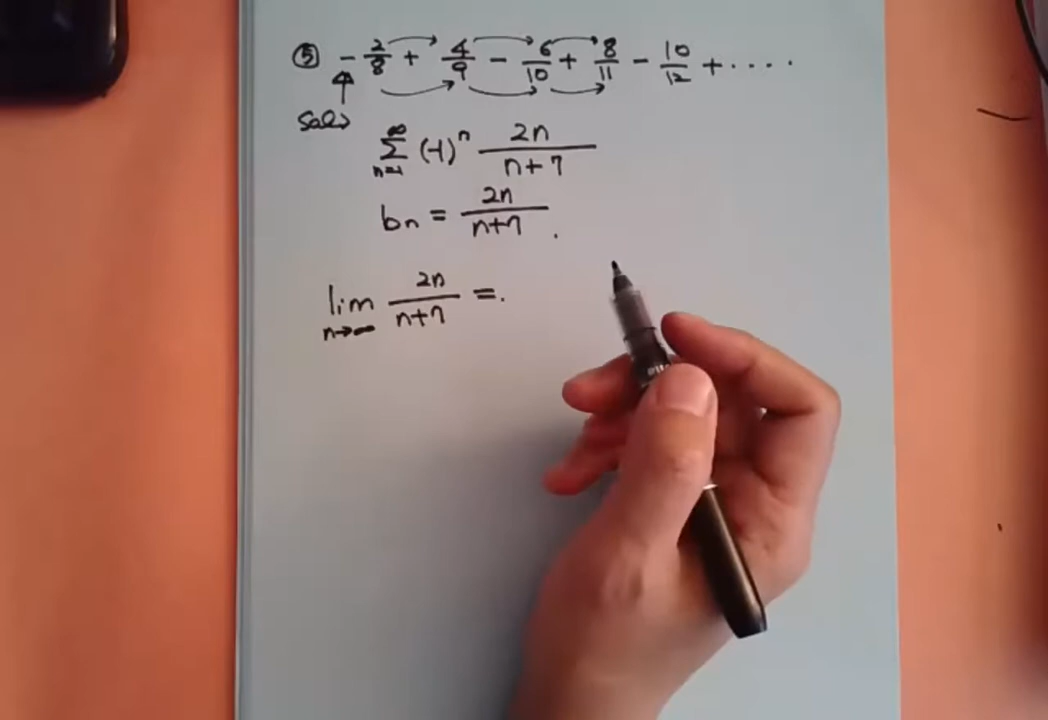 ⑤ - 2/8 + 4/9 - 6/10 + 8/11 - 10/12 + ....
Sol>
∞ Σ n=1 (-1)^n 2n/(n+7)
bn = 2n/(n+7) .
lim n→∞ 2n/(n+7) = .